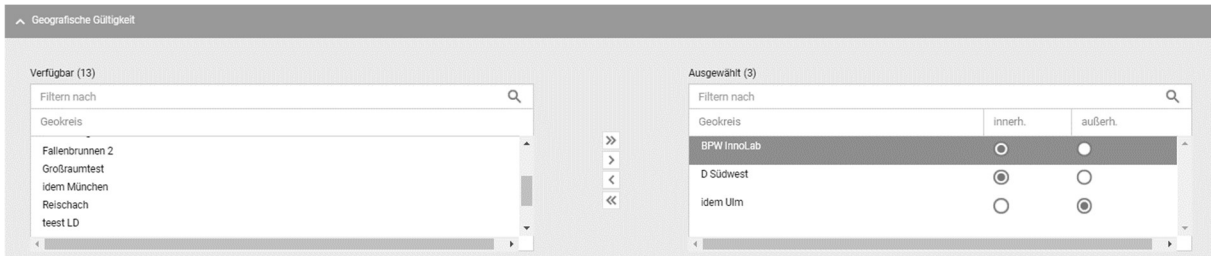 Geografische Gültigkeit
Verfügbar (13)
Filtern nach
Geokreis
Fallenbrunnen 2
Großraumtest
idem München
Reischach
teest LD
Ausgewählt (3)
Filtern nach
Geokreis innerh. außerh.
BPW InnoLab
D Südwest
idem Ulm